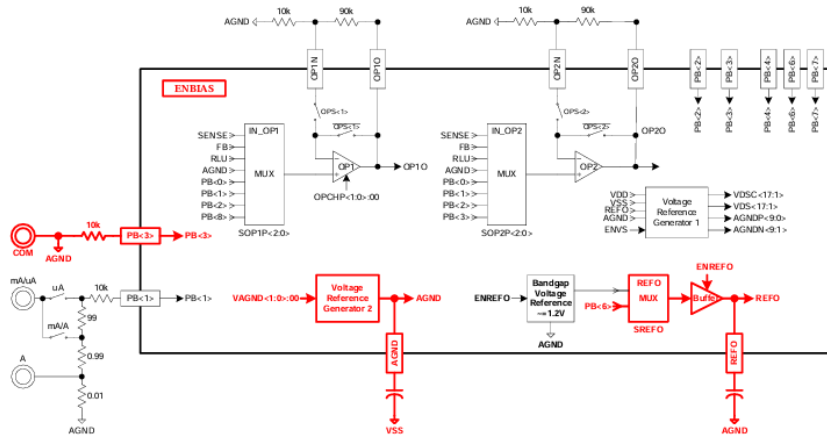 10k 90k 10k 90k
AGND AGND
OP1N OP1O OP2N OP2O PB<2> PB<3> PB<4> PB<6> PB<7>
ENBIAS
PB<2> PB<3> PB<4> PB<6> PB<7>
OPS<1> OPS<2>
IN_OP1 OPS<1> IN_OP2 OPS<2> OP2O
SENSE SENSE
FB FB
RLU OP1 OP1O RLU OP2
AGND MUX AGND MUX
PB<0> PB<0>
PB<1> OPCHP<1:0>:00 PB<1>
PB<2> PB<2>
PB<8> PB<3>
SOP1P<2:0> SOP2P<2:0>
VDD Voltage VDSC<17:1>
VSS Reference VDS<17:1>
REFO Generator 1 AGNDP<9:0>
AGND AGNDN<9:1>
ENVS
10k
PB<3> PB<3>
COM
AGND
mA/uA uA 10k
PB<1> PB<1>
99
mA/A
0.99
A
0.01
AGND
VAGND<1:0>:00 Voltage AGND
Reference
Generator 2
AGND
VSS
ENREFO
ENREFO Bandgap REFO
Voltage MUX Buffer REFO
Reference
~= 1.2V
PB<6>
SREFO
AGND
REFO
AGND